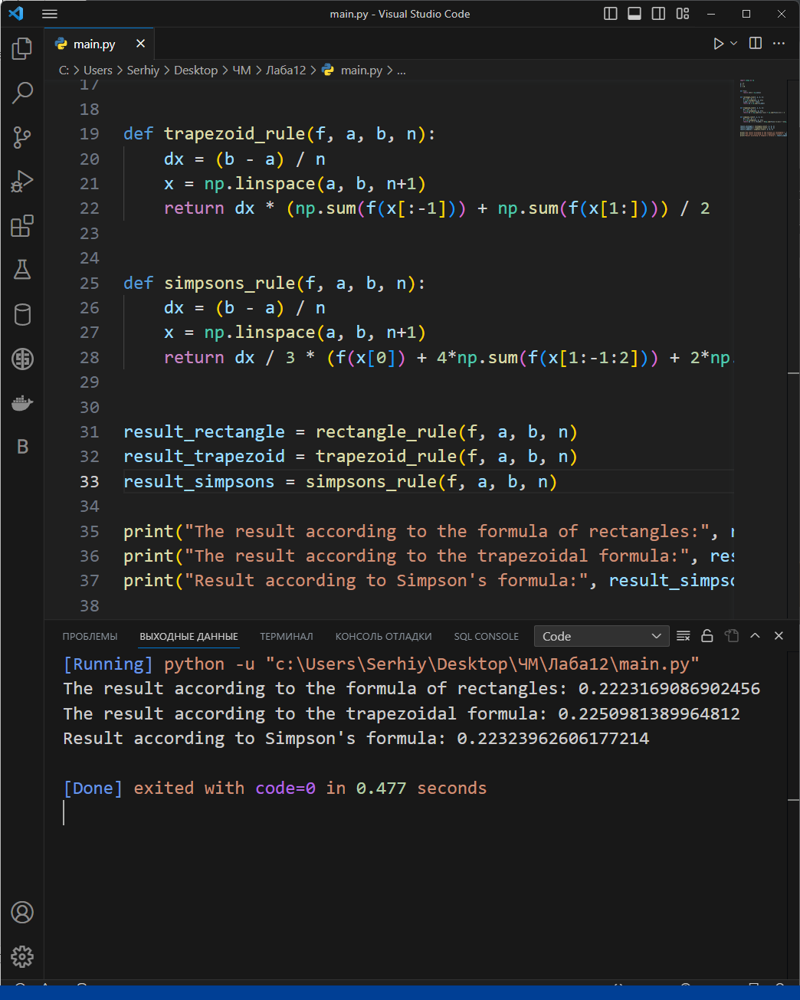 main.py - Visual Studio Code
main.py
C: > Users > Serhiy > Desktop > ЧМ > Лаба12 > main.py > ...
17
18
19 def trapezoid_rule(f, a, b, n):
20 dx = (b - a) / n
21 x = np.linspace(a, b, n+1)
22 return dx * (np.sum(f(x[:-1])) + np.sum(f(x[1:]))) / 2
23
24
25 def simpsons_rule(f, a, b, n):
26 dx = (b - a) / n
27 x = np.linspace(a, b, n+1)
28 return dx / 3 * (f(x[0]) + 4*np.sum(f(x[1:-1:2])) + 2*np.
29
30
31 result_rectangle = rectangle_rule(f, a, b, n)
32 result_trapezoid = trapezoid_rule(f, a, b, n)
33 result_simpsons = simpsons_rule(f, a, b, n)
34
35 print("The result according to the formula of rectangles:",
36 print("The result according to the trapezoidal formula:", res
37 print("Result according to Simpson's formula:", result_simpso
38
ПРОБЛЕМЫ ВЫХОДНЫЕ ДАННЫЕ ТЕРМИНАЛ КОНСОЛЬ ОТЛАДКИ SQL CONSOLE Code
[Running] python -u "c:\Users\Serhiy\Desktop\ЧМ\Лаба12\main.py"
The result according to the formula of rectangles: 0.2223169086902456
The result according to the trapezoidal formula: 0.2250981389964812
Result according to Simpson's formula: 0.22323962606177214
[Done] exited with code=0 in 0.477 seconds
B